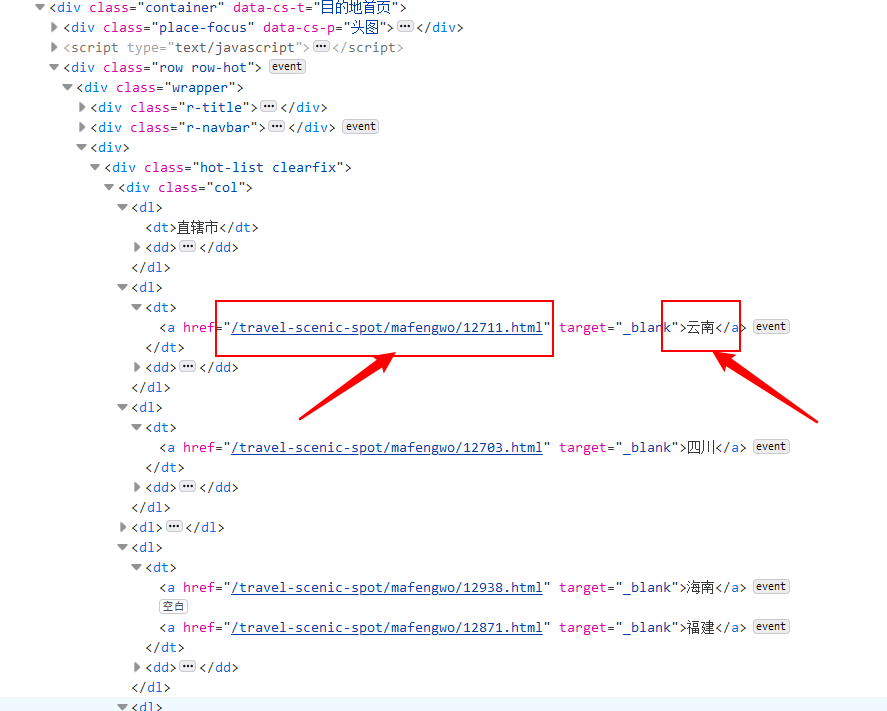 <div class="container" data-cs-t="目的地首页">
<div class="place-focus" data-cs-p="头图"> ••• </div>
<script type="text/javascript"> ••• </script>
<div class="row row-hot"> event
<div class="wrapper">
<div class="r-title"> ••• </div>
<div class="r-navbar"> ••• </div> event
<div>
<div class="hot-list clearfix">
<div class="col">
<dl>
<dt>直辖市</dt>
<dd> ••• </dd>
</dl>
<dl>
<dt>
<a href="/travel-scenic-spot/mafengwo/12711.html" target="_blank">云南</a> event
</dt>
<dd> ••• </dd>
</dl>
<dl>
<dt>
<a href="/travel-scenic-spot/mafengwo/12703.html" target="_blank">四川</a> event
</dt>
<dd> ••• </dd>
</dl>
<dl> ••• </dl>
<dl>
<dt>
<a href="/travel-scenic-spot/mafengwo/12938.html" target="_blank">海南</a> event
空白
<a href="/travel-scenic-spot/mafengwo/12871.html" target="_blank">福建</a> event
</dt>
<dd> ••• </dd>
</dl>
<dl>